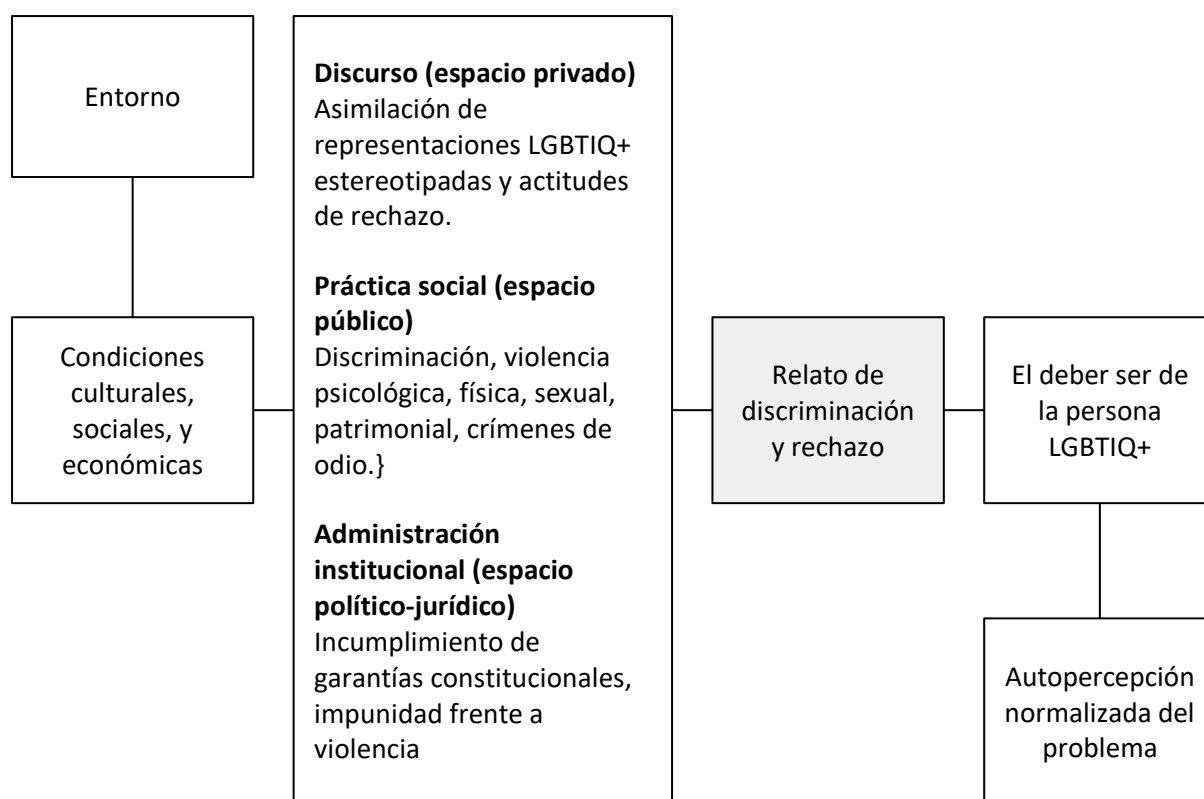 Entorno
Condiciones
culturales,
sociales, y
económicas
Discurso (espacio privado)
Asimilación de
representaciones LGBTIQ+
estereotipadas y actitudes
de rechazo.
Práctica social (espacio
público)
Discriminación, violencia
psicológica, física, sexual,
patrimonial, crímenes de
odio.}
Administración
institucional (espacio
político-jurídico)
Incumplimiento de
garantías constitucionales,
impunidad frente a
violencia
Relato de
discriminación
y rechazo
El deber ser de
la persona
LGBTIQ+
Autopercepción
normalizada del
problema